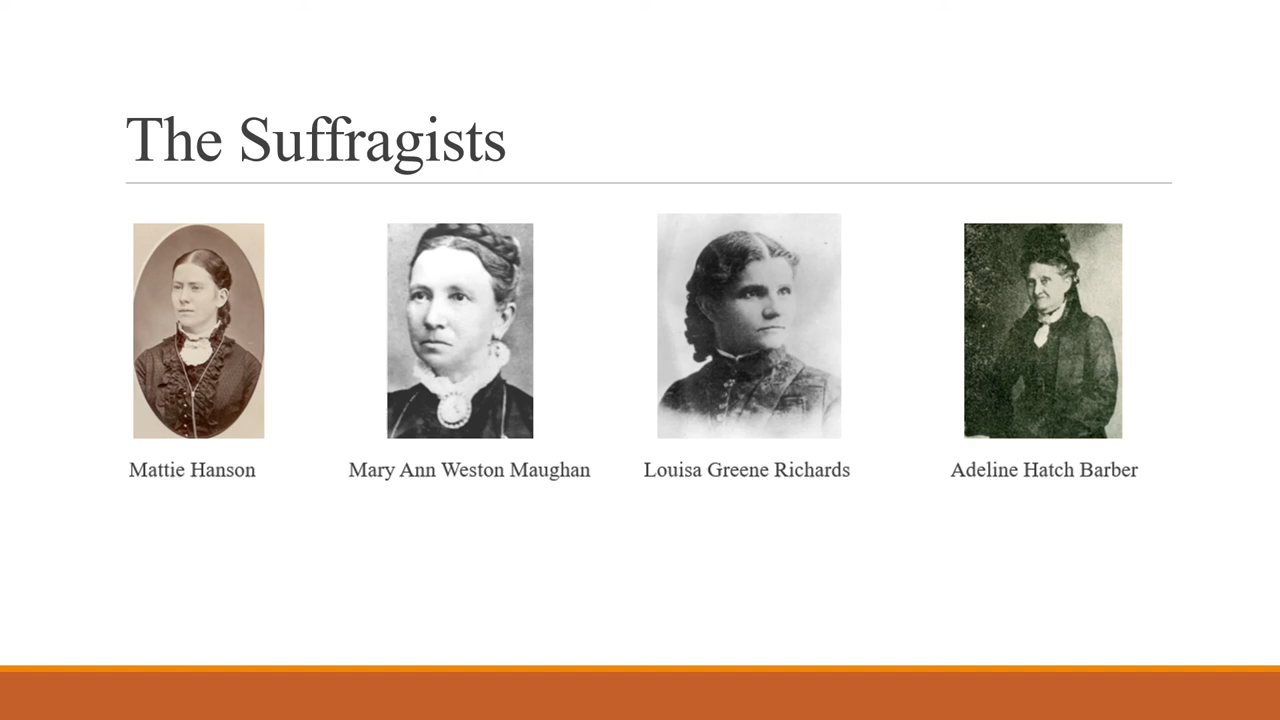 The Suffragists
Mattie Hanson
Mary Ann Weston Maughan
Louisa Greene Richards
Adeline Hatch Barber